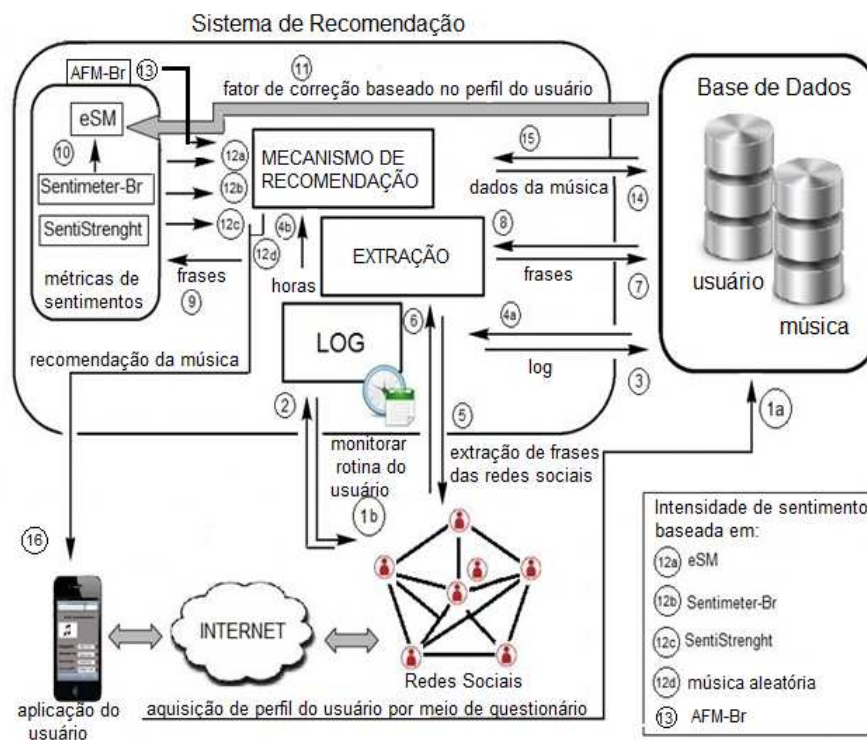 Sistema de Recomendação
AFM-Br
13
11
fator de correção baseado no perfil do usuário
Base de Dados
eSM
10
12a
MECANISMO DE
RECOMENDAÇÃO
15
dados da música
14
Sentimeter-Br
12b
SentiStrenght
12c
12d
4b
8
EXTRAÇÃO
frases
7
usuário
música
métricas de
sentimentos
frases
9
horas
6
4a
LOG
log
3
recomendação da música
2
5
1a
monitorar
rotina do
usuário
extração de frases
das redes sociais
1b
16
INTERNET
Redes Sociais
aplicação do
usuário
aquisição de perfil do usuário por meio de questionário
Intensidade de sentimento
baseada em:
12a eSM
12b Sentimeter-Br
12c SentiStrenght
12d música aleatória
13 AFM-Br